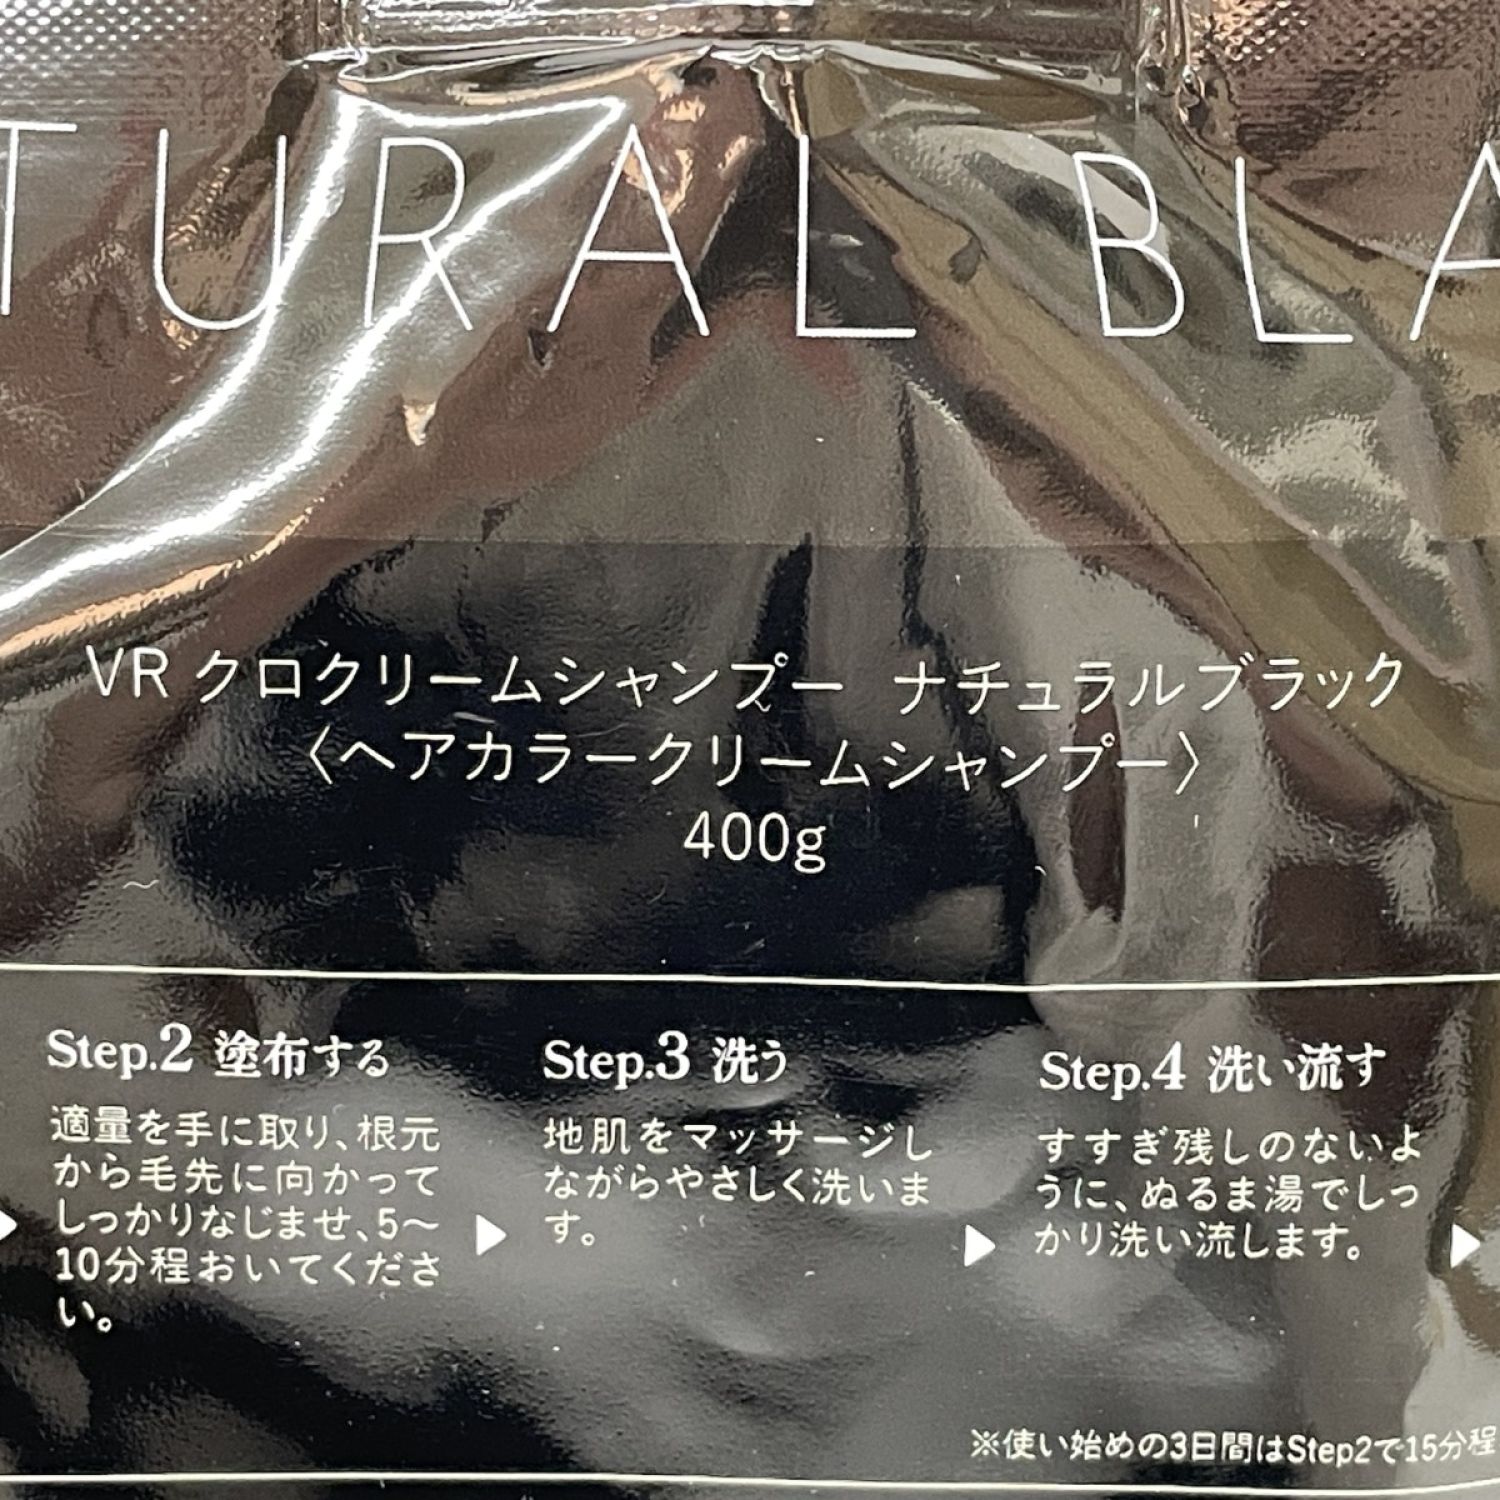 TURAL BLA
VR クロクリームシャンプー ナチュラルブラック
〈ヘアカラークリームシャンプー〉
400g
Step.2 塗布する
適量を手に取り、根元
から毛先に向かって
しっかりなじませ、5〜
10分程おいてくださ
い。
Step.3 洗う
地肌をマッサージし
ながらやさしく洗いま
す。
Step.4 洗い流す
すすぎ残しのないよ
うに、ぬるま湯でしっ
かり洗い流します。
※使い始めの3日間はStep2で15分程